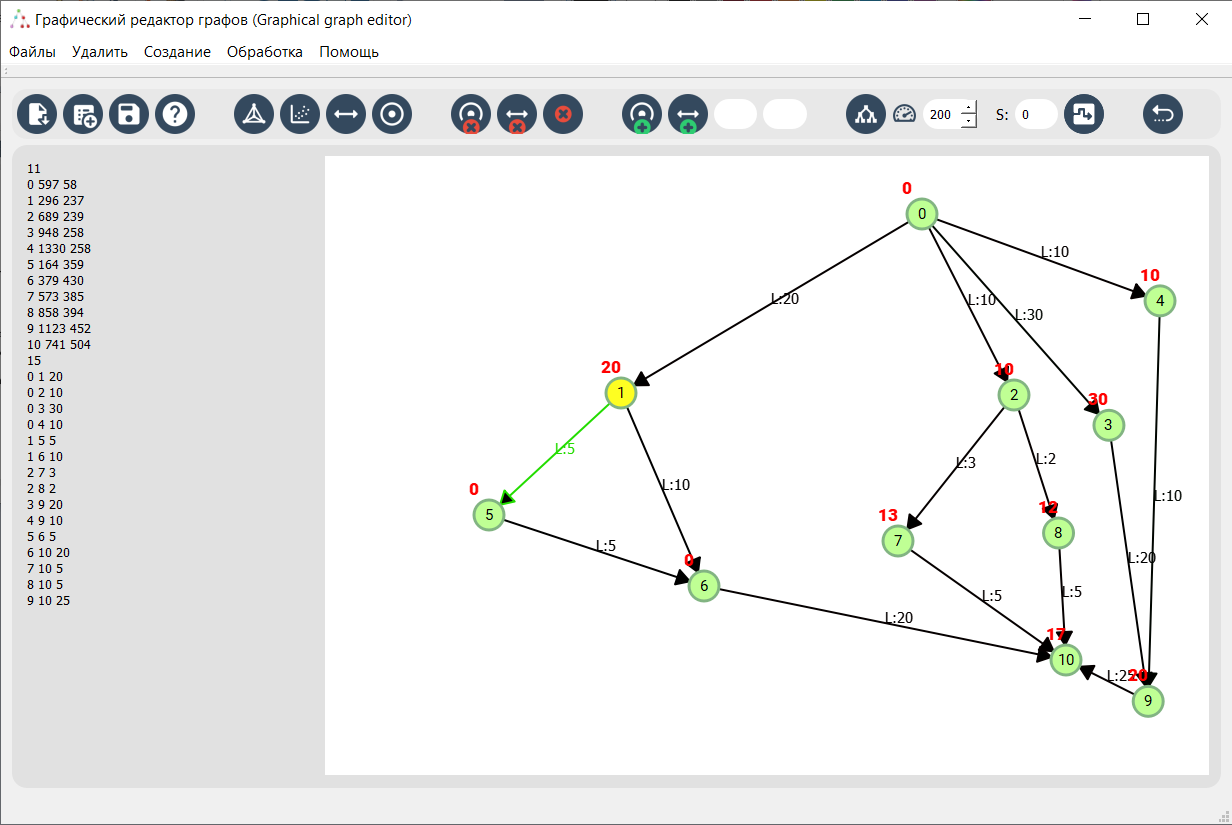 Графический редактор графов (Graphical graph editor)
Файлы Удалить Создание Обработка Помощь
200 S: 0
11
0 597 58
1 296 237
2 689 239
3 948 258
4 1330 258
5 164 359
6 379 430
7 573 385
8 858 394
9 1123 452
10 741 504
15
0 1 20
0 2 10
0 3 30
0 4 10
1 5 5
1 6 10
2 7 3
2 8 2
3 9 20
4 9 10
5 6 5
6 10 20
7 10 5
8 10 5
9 10 25
0
0
L:10
10
4
L:20
L:10
L:30
20
1
10
2
30
3
L:5
L:3
L:2
L:10
L:10
0
5
13
7
12
8
L:5
L:20
0
6
L:5
L:5
L:20
17
10
L:25
20
9